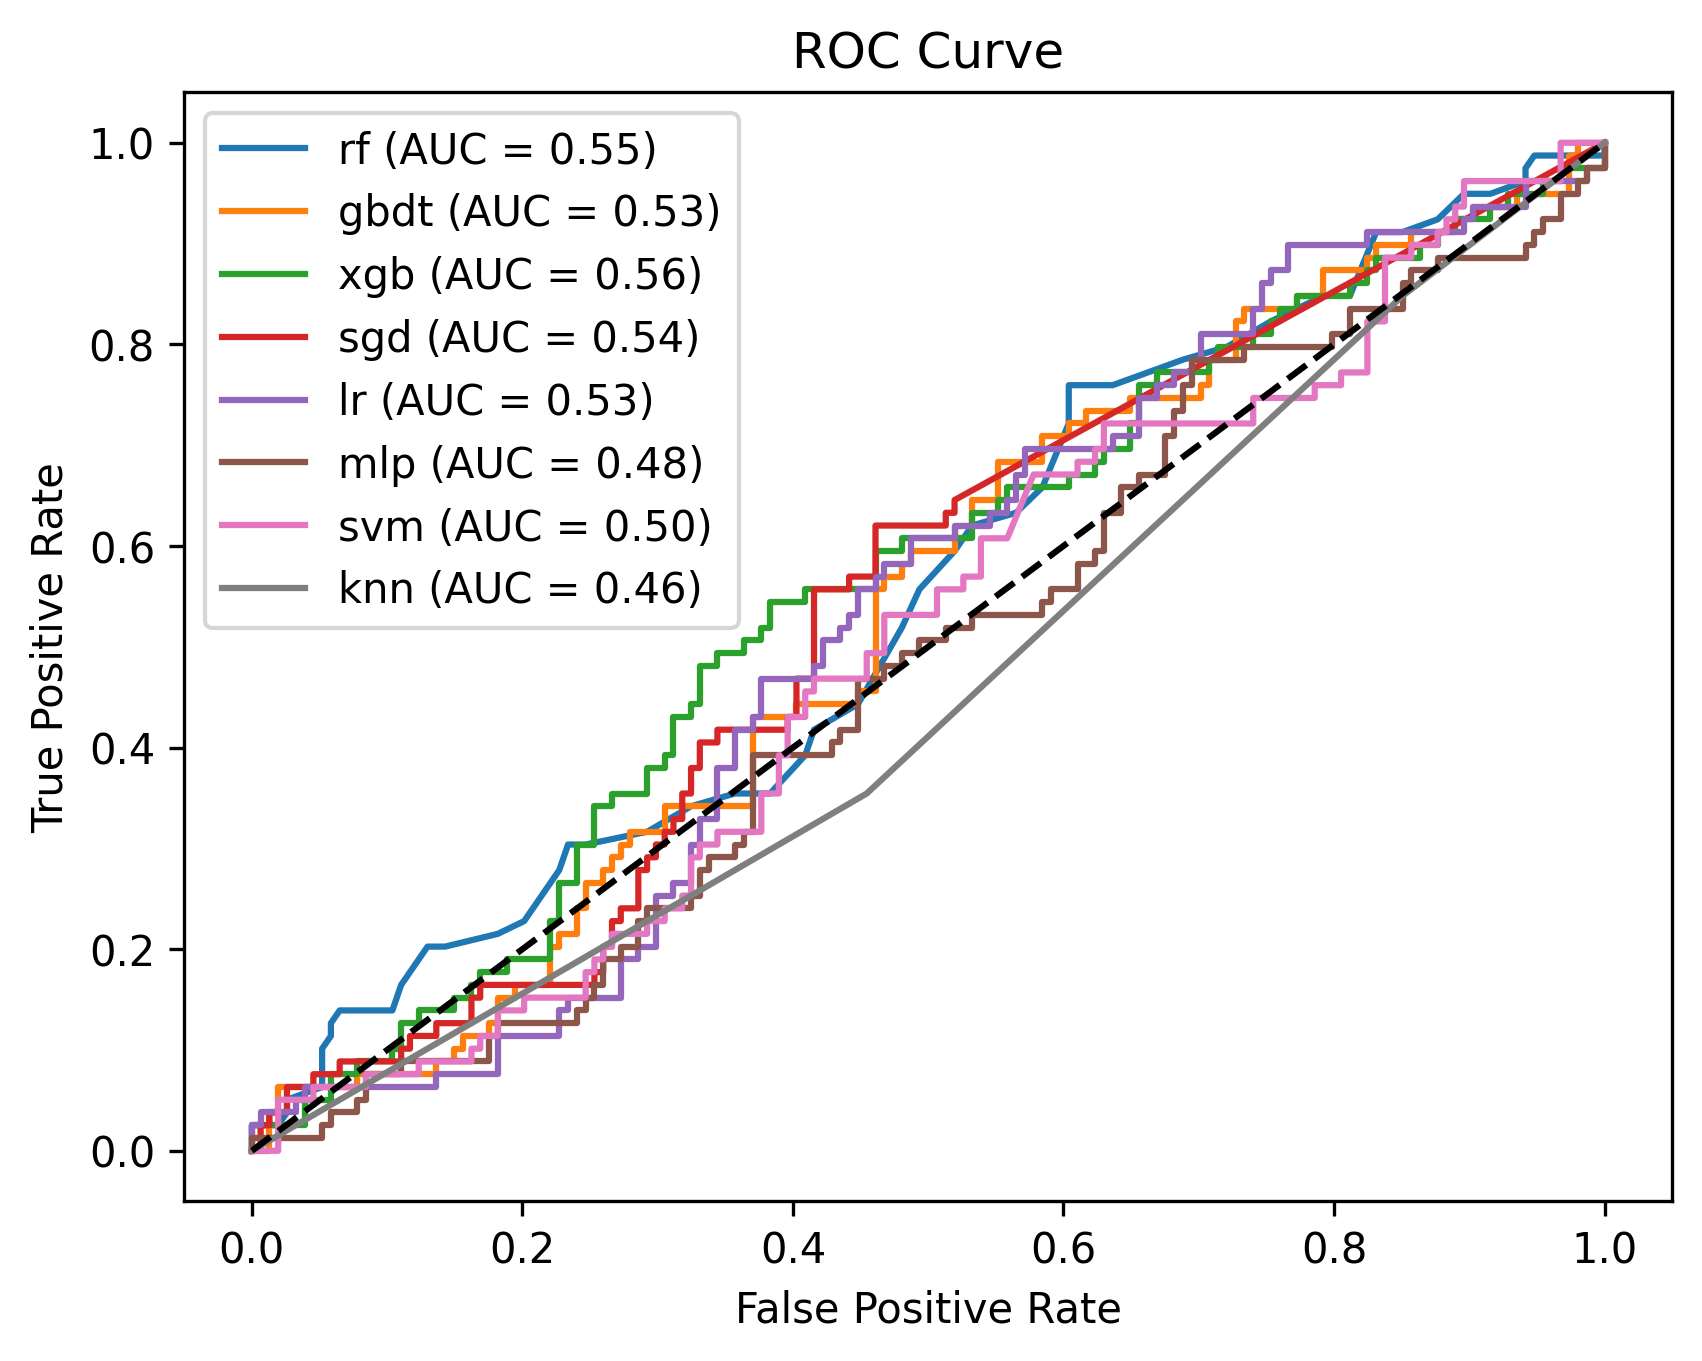 ROC Curve
rf (AUC = 0.55)
gbdt (AUC = 0.53)
xgb (AUC = 0.56)
sgd (AUC = 0.54)
lr (AUC = 0.53)
mlp (AUC = 0.48)
svm (AUC = 0.50)
knn (AUC = 0.46)
True Positive Rate
1.0
0.8
0.6
0.4
0.2
0.0
0.0 0.2 0.4 0.6 0.8 1.0
False Positive Rate